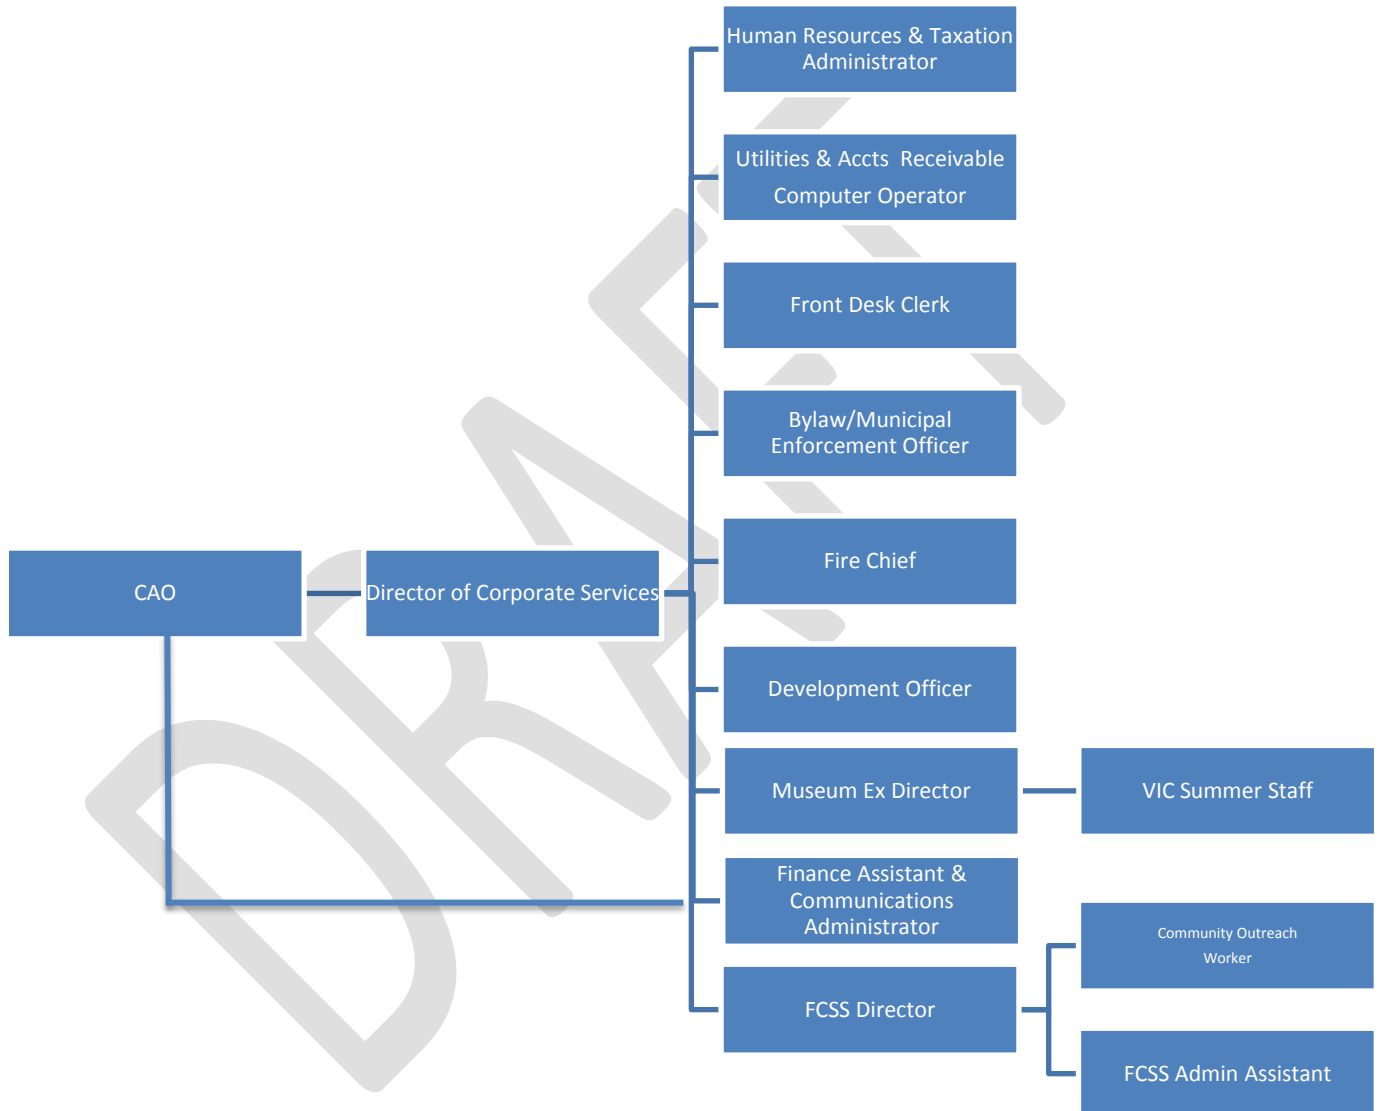 Human Resources & Taxation
Administrator
Utilities & Accts Receivable
Computer Operator
Front Desk Clerk
Bylaw/Municipal
Enforcement Officer
Fire Chief
CAO
Director of Corporate Services
Development Officer
Museum Ex Director
VIC Summer Staff
Finance Assistant &
Communications
Administrator
Community Outreach
Worker
FCSS Director
FCSS Admin Assistant
DRAFT